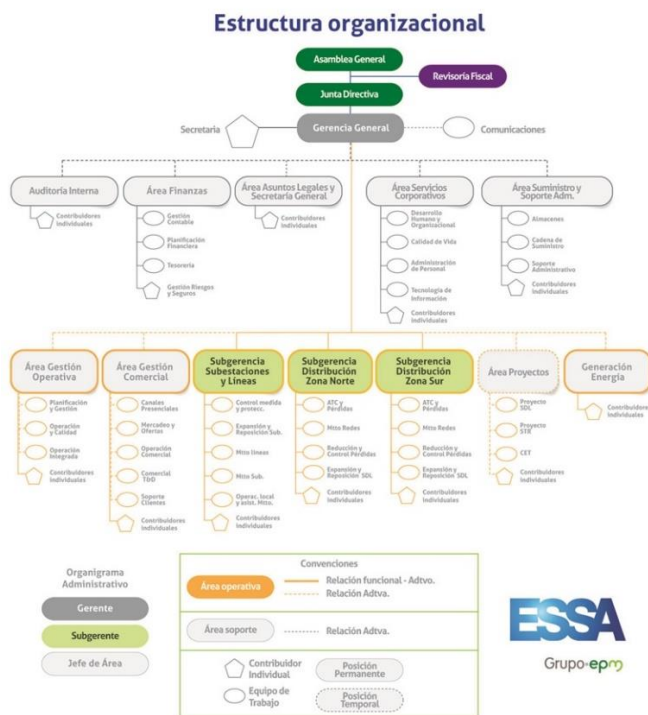 Estructura organizacional
Asamblea General
Revisoría Fiscal
Junta Directiva
Secretaria
Gerencia General
Comunicaciones
Auditoria Interna
Contribuidores
Individuales
Área Finanzas
Gestión
Contable
Planificación
Financiera
Tesorería
Gestión Riesgos
y Seguros
Área Asuntos Legales y
Secretaria General
Contribuidores
Individuales
Área Servicios
Corporativos
Desarrollo
Humano y
Organizacional
Calidad de Vida
Administración
de Personal
Tecnología de
Información
Contribuidores
Individuales
Área Suministro y
Soporte Adm.
Almacenes
Cadena de
Suministro
Soporte
Administrativo
Contribuidores
Individuales
Área Gestión
Operativa
Planificación
y Gestión
Operación
y Calidad
Operación
Integrada
Contribuidores
Individuales
Área Gestión
Comercial
Canales
Presenciales
Mercadeo y
Ofertas
Operación
Comercial
Comercial
T&D
Soporte
Clientes
Contribuidores
Individuales
Subgerencia
Subestaciones
y Líneas
Control medida
y protecc.
Expansión y
Reposición Sub.
Mtto líneas
Mtto Sub.
Operac. local
y asist. Mtto.
Contribuidores
Individuales
Subgerencia
Distribución
Zona Norte
ATC y
Pérdidas
Mtto Redes
Reducción y
Control Pérdidas
Expansión y
Reposición SDL
Contribuidores
Individuales
Subgerencia
Distribución
Zona Sur
ATC y
Pérdidas
Mtto Redes
Reducción y
Control Pérdidas
Expansión y
Reposición SDL
Contribuidores
Individuales
Área Proyectos
Proyecto
SDL
Proyecto
STR
CET
Contribuidores
Individuales
Generación
Energía
Contribuidores
Individuales
Organigrama
Administrativo
Gerente
Subgerente
Jefe de Área
Convenciones
Área operativa
Relación funcional - Adtvo.
Relación Adtva.
Área soporte
Relación Adtva.
Contribuidor
Individual
Posición
Permanente
Equipo de
Trabajo
Posición
Temporal
ESSA
Grupo·epm